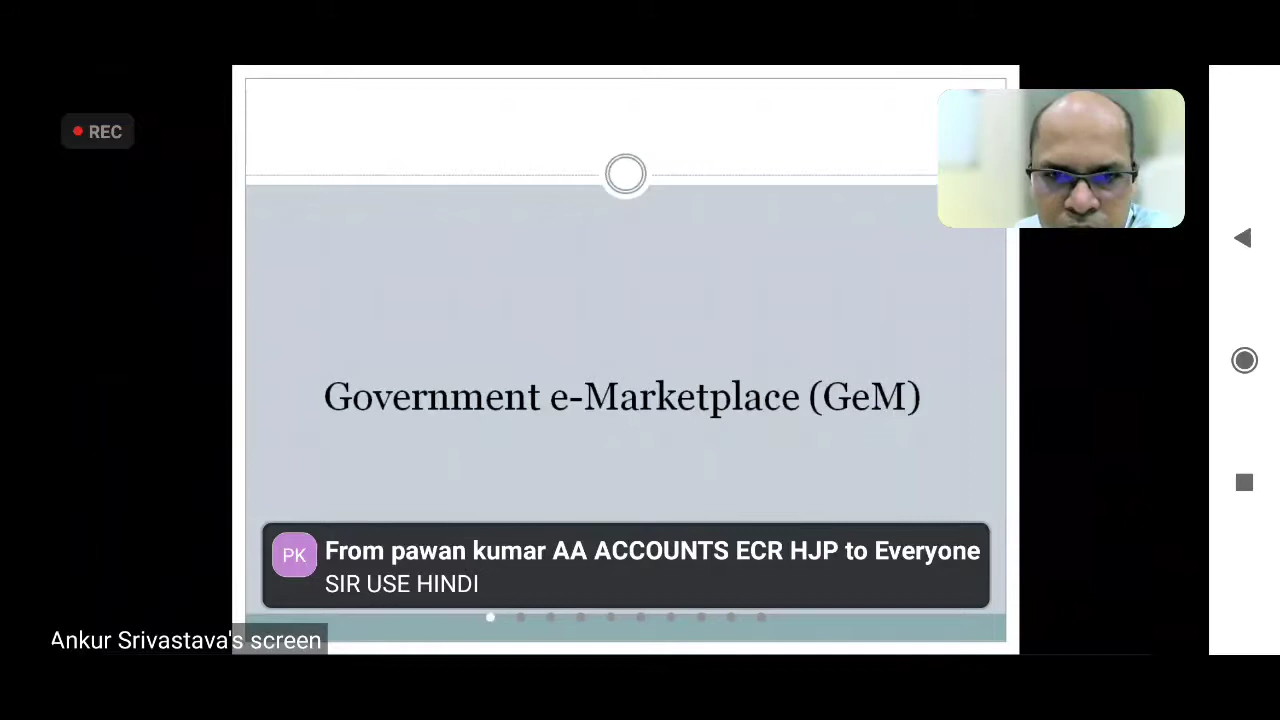 REC
Government e-Marketplace (GeM)
PK
From pawan kumar AA ACCOUNTS ECR HJP to Everyone
SIR USE HINDI
Ankur Srivastava's screen